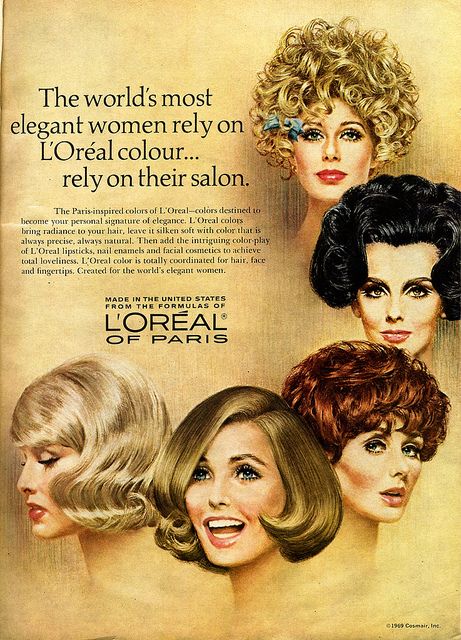 The world's most
elegant women rely on
L'Oréal colour...
rely on their salon.
The Paris-inspired colors of L'Oreal—colors destined to
become your personal signature of elegance. L'Oreal colors
bring radiance to your hair, leave it silken soft with color that is
always precise, always natural. Then add the intriguing color-play
of L'Oreal lipsticks, nail enamels and facial cosmetics to achieve
total loveliness. L'Oreal color is totally coordinated for hair, face
and fingertips. Created for the world's elegant women.
MADE IN THE UNITED STATES
FROM THE FORMULAS OF
L'ORÉAL®
OF PARIS
©1969 Cosmair, Inc.